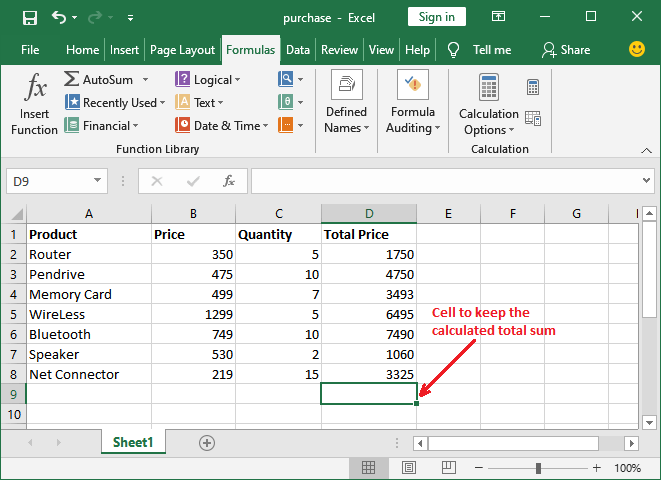 purchase - Excel
Sign in
File Home Insert Page Layout Formulas Data Review View Help Tell me Share
fx AutoSum Logical
Recently Used Text
Financial Date & Time
Insert Function
Defined Names
Formula Auditing
Calculation Options
Function Library
Calculation
D9 fx
A B C D E F G H
1 Product Price Quantity Total Price
2 Router 350 5 1750
3 Pendrive 475 10 4750
4 Memory Card 499 7 3493
5 WireLess 1299 5 6495
6 Bluetooth 749 10 7490
7 Speaker 530 2 1060
8 Net Connector 219 15 3325
9
10
Cell to keep the
calculated total sum
Sheet1
100%